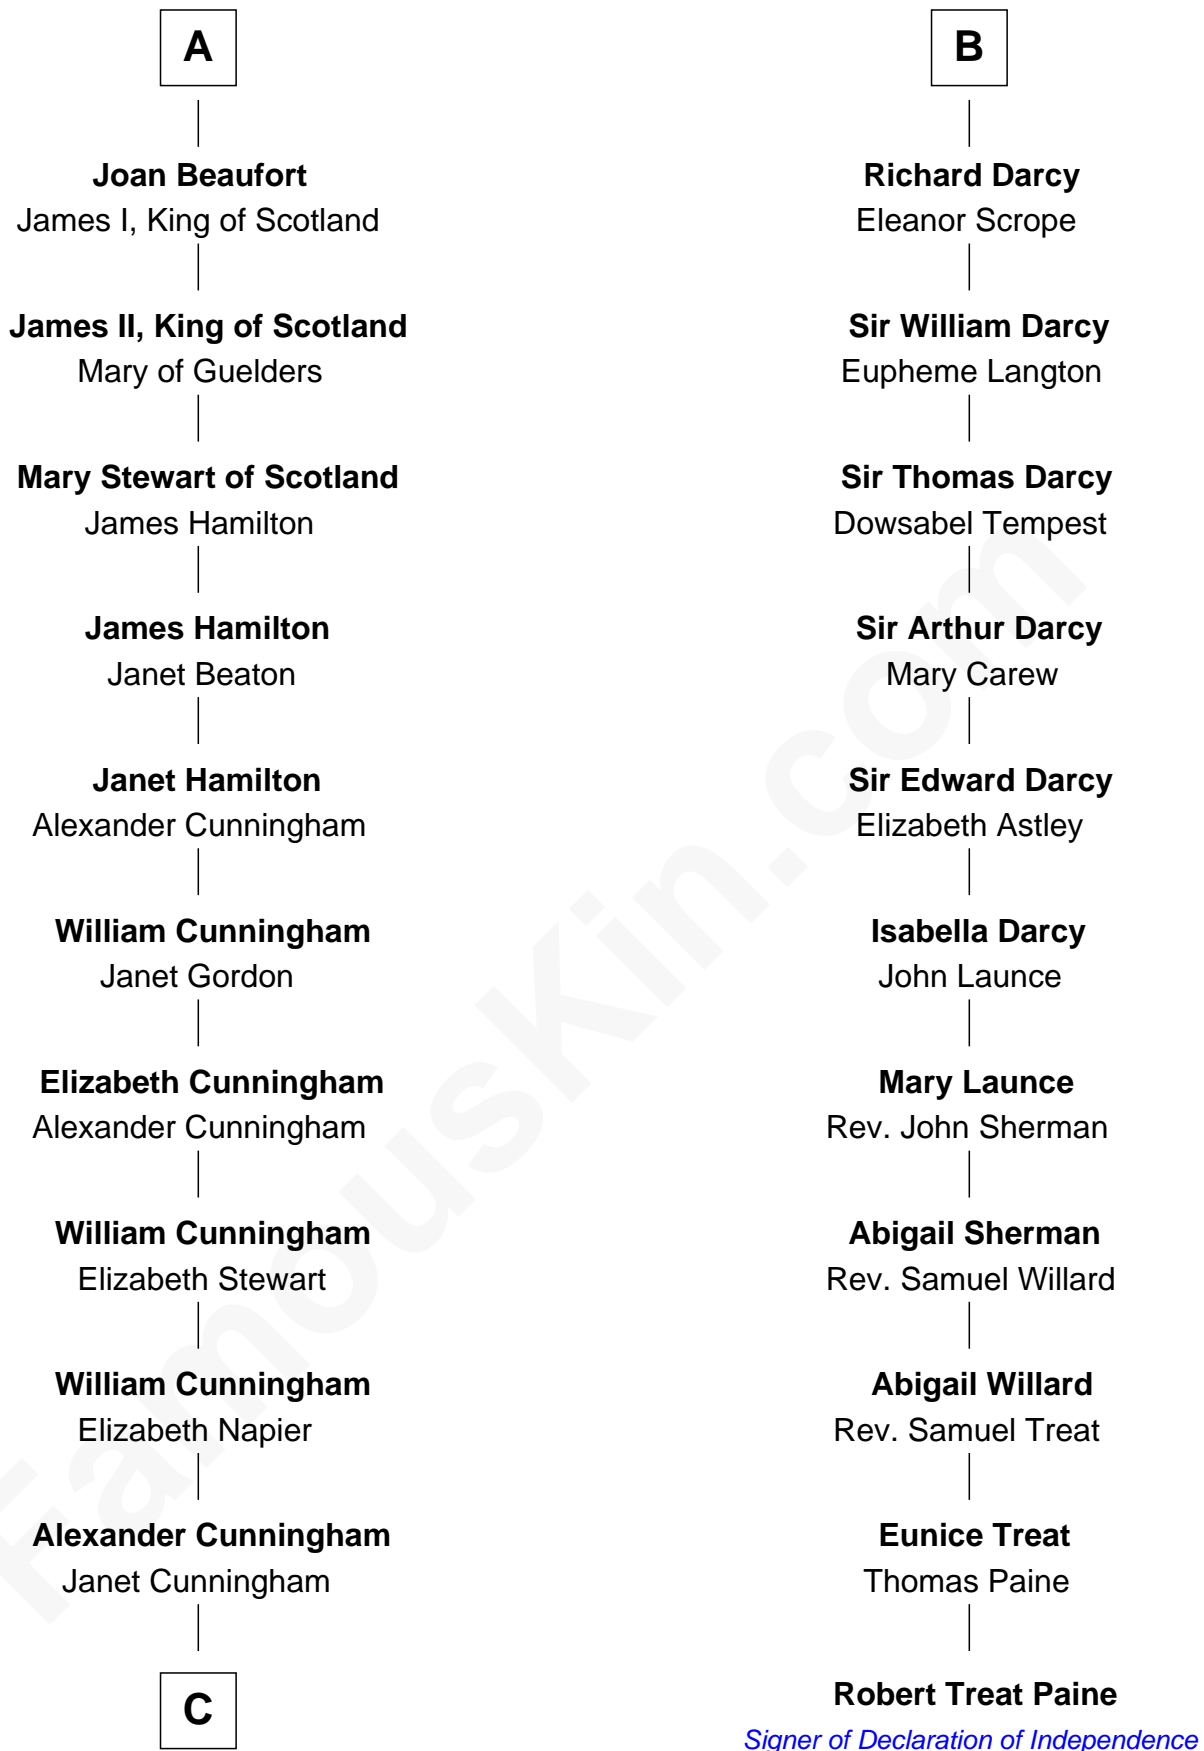 A
Joan Beaufort
James I, King of Scotland
James II, King of Scotland
Mary of Guelders
Mary Stewart of Scotland
James Hamilton
James Hamilton
Janet Beaton
Janet Hamilton
Alexander Cunningham
William Cunningham
Janet Gordon
Elizabeth Cunningham
Alexander Cunningham
William Cunningham
Elizabeth Stewart
William Cunningham
Elizabeth Napier
Alexander Cunningham
Janet Cunningham
C
B
Richard Darcy
Eleanor Scrope
Sir William Darcy
Eupheme Langton
Sir Thomas Darcy
Dowsabel Tempest
Sir Arthur Darcy
Mary Carew
Sir Edward Darcy
Elizabeth Astley
Isabella Darcy
John Launce
Mary Launce
Rev. John Sherman
Abigail Sherman
Rev. Samuel Willard
Abigail Willard
Rev. Samuel Treat
Eunice Treat
Thomas Paine
Robert Treat Paine
Signer of Declaration of Independence
FamousKin.com